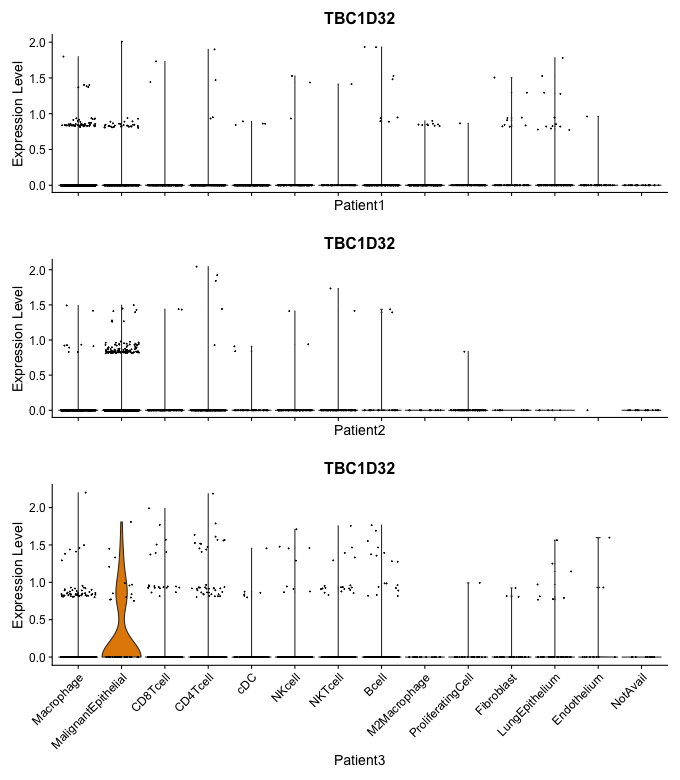 TBC1D32
Expression Level
2.0
1.5
1.0
0.5
0.0
Patient1
TBC1D32
Expression Level
2.0
1.5
1.0
0.5
0.0
Patient2
TBC1D32
Expression Level
2.0
1.5
1.0
0.5
0.0
Macrophage
MalignantEpithelial
CD8Tcell
CD4Tcell
cDC
NKcell
NKTcell
Bcell
M2Macrophage
ProliferatingCell
Fibroblast
LungEpithelium
Endothelium
NotAvail
Patient3